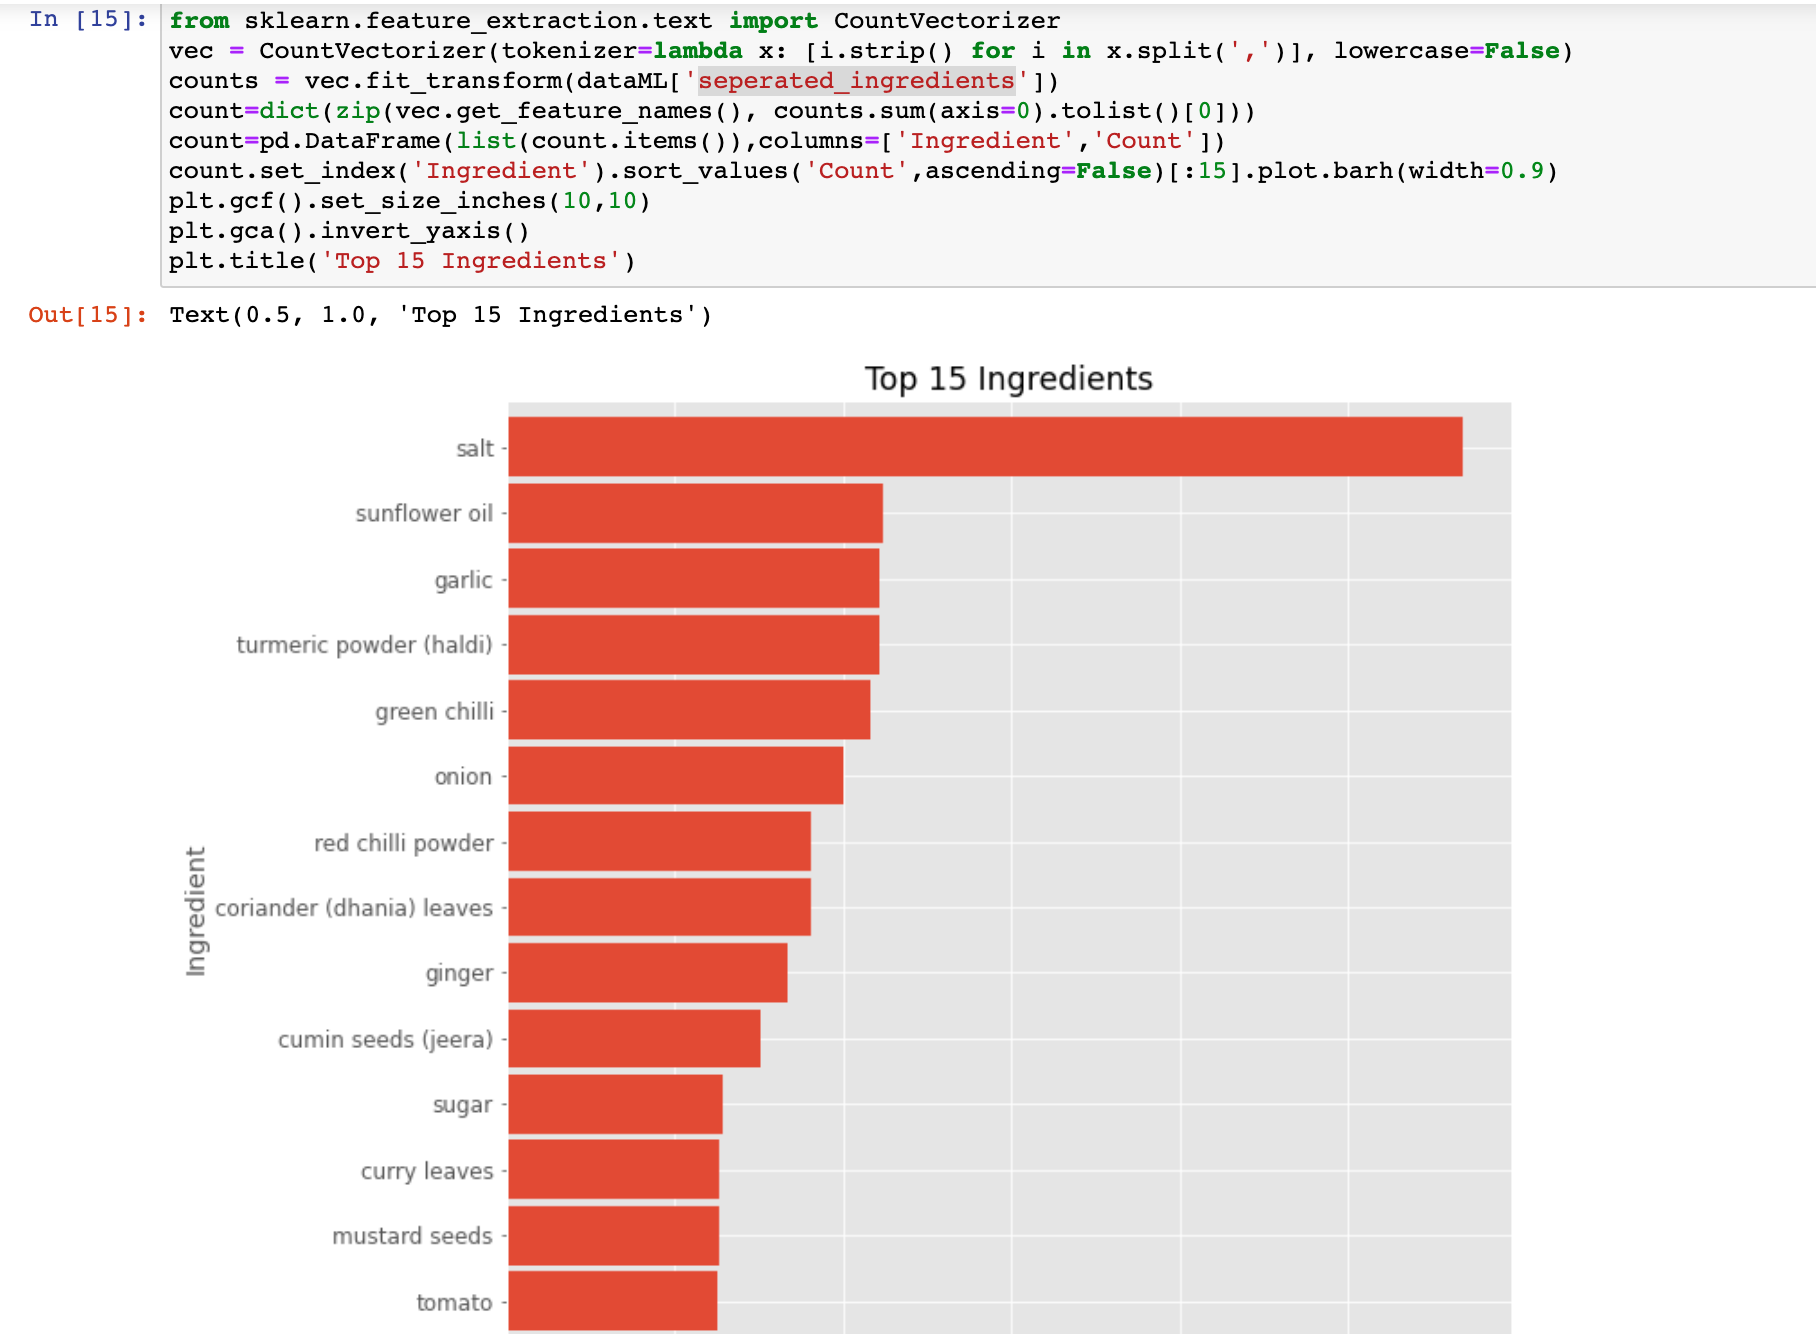 In [15]: from sklearn.feature_extraction.text import CountVectorizer
vec = CountVectorizer(tokenizer=lambda x: [i.strip() for i in x.split(',')], lowercase=False)
counts = vec.fit_transform(dataML['seperated_ingredients'])
count=dict(zip(vec.get_feature_names(), counts.sum(axis=0).tolist()[0]))
count=pd.DataFrame(list(count.items()),columns=['Ingredient','Count'])
count.set_index('Ingredient').sort_values('Count',ascending=False)[:15].plot.barh(width=0.9)
plt.gcf().set_size_inches(10,10)
plt.gca().invert_yaxis()
plt.title('Top 15 Ingredients')
Out[15]: Text(0.5, 1.0, 'Top 15 Ingredients')
Top 15 Ingredients
salt
sunflower oil
garlic
turmeric powder (haldi)
green chilli
onion
red chilli powder
Ingredient
coriander (dhania) leaves
ginger
cumin seeds (jeera)
sugar
curry leaves
mustard seeds
tomato